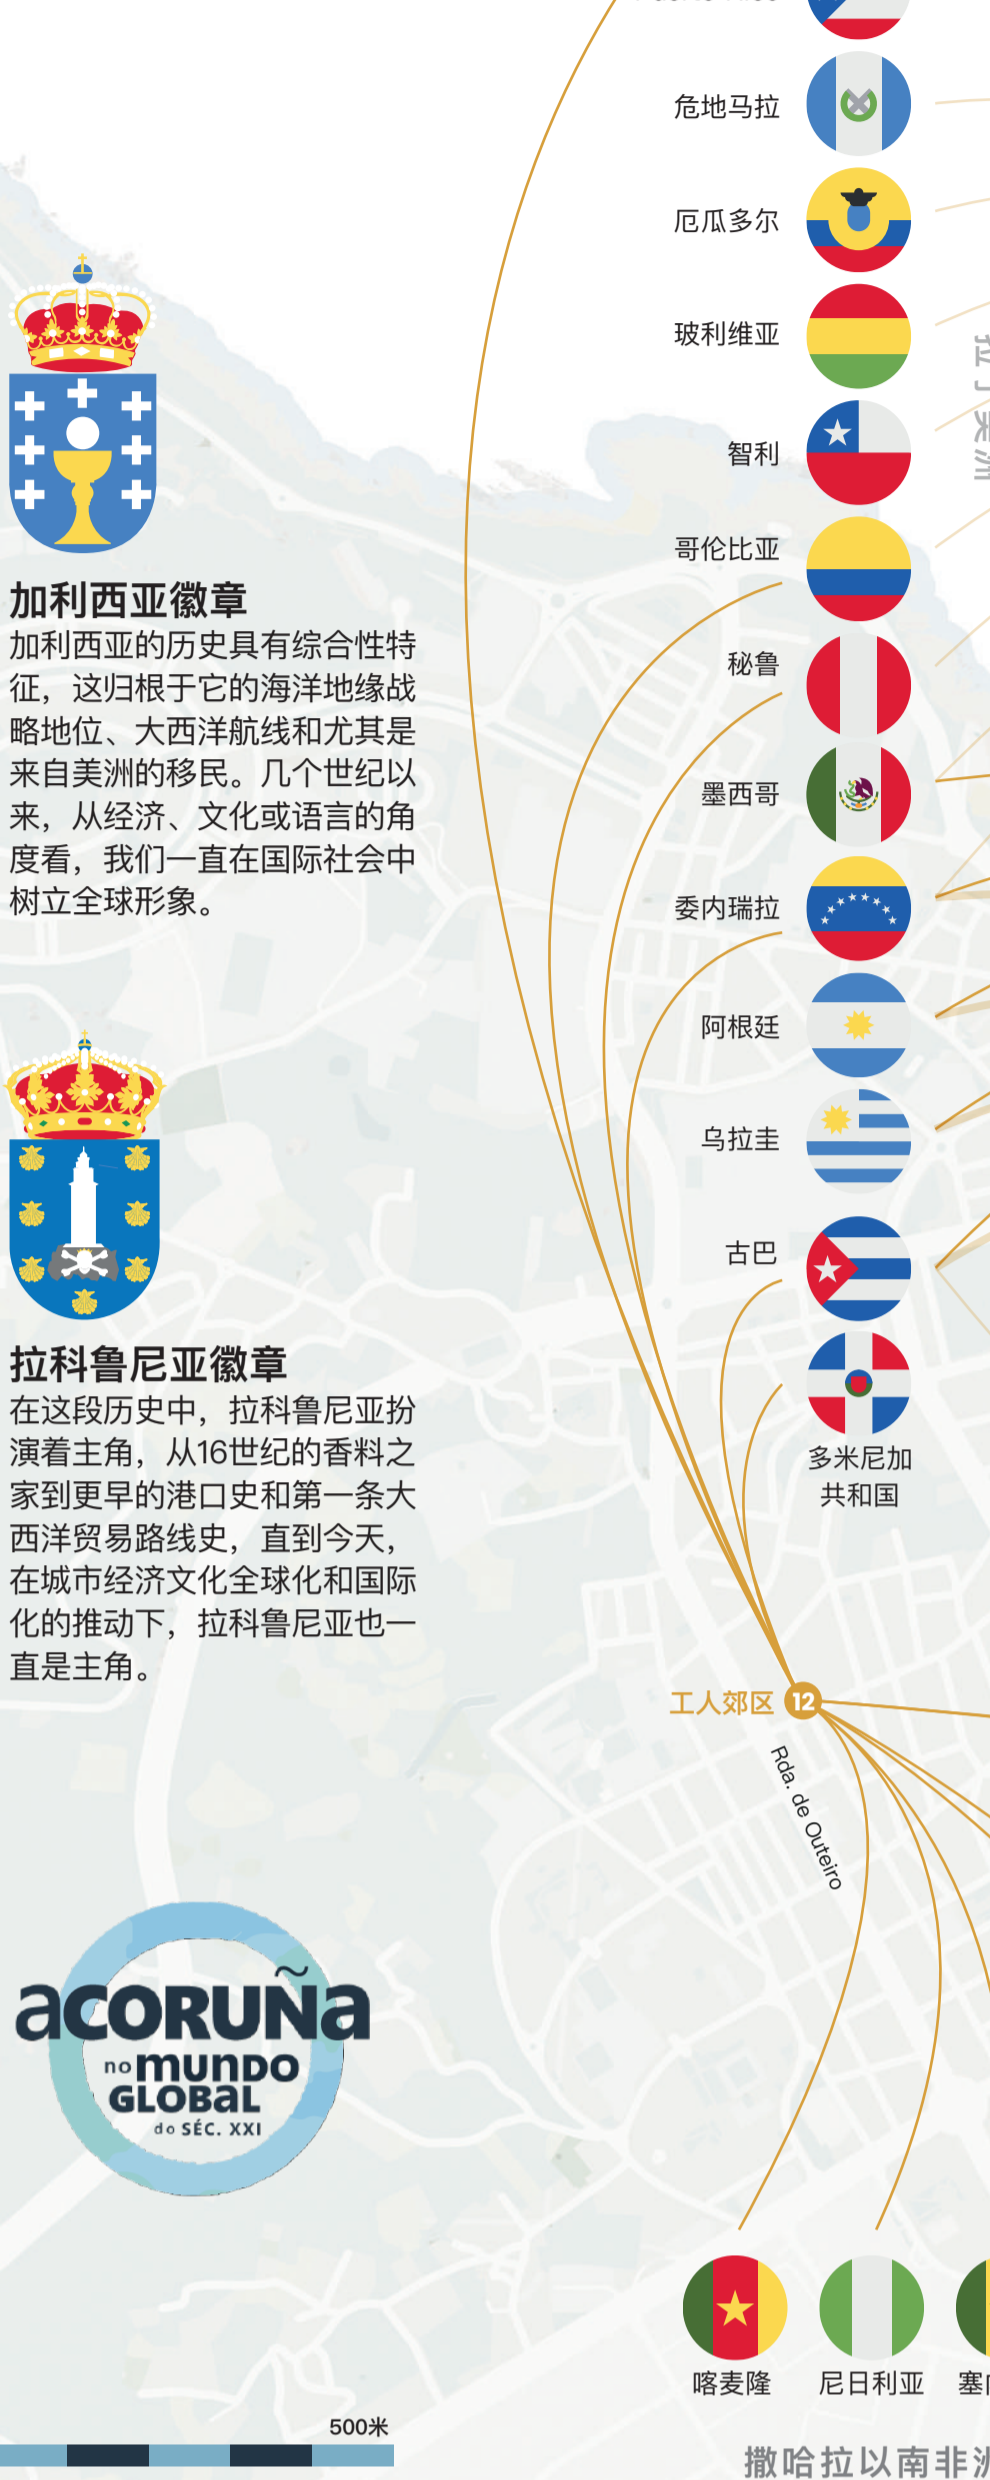 危地马拉
厄瓜多尔
玻利维亚
智利
哥伦比亚
秘鲁
墨西哥
委内瑞拉
阿根廷
乌拉圭
古巴
多米尼加
共和国
拉丁美洲
加利西亚徽章
加利西亚的历史具有综合性特
征，这归根于它的海洋地缘战
略地位、大西洋航线和尤其是
来自美洲的移民。几个世纪以
来，从经济、文化或语言的角
度看，我们一直在国际社会中
树立全球形象。
拉科鲁尼亚徽章
在这段历史中，拉科鲁尼亚扮
演着主角，从16世纪的香料之
家到更早的港口史和第一条大
西洋贸易路线史，直到今天，
在城市经济文化全球化和国际
化的推动下，拉科鲁尼亚也一
直是主角。
工人郊区 12
Rda. de Outeiro
aCORUÑa
no MUNDO
GLOBAL
do SÉC. XXI
喀麦隆
尼日利亚
塞
500米
撒哈拉以南非洲